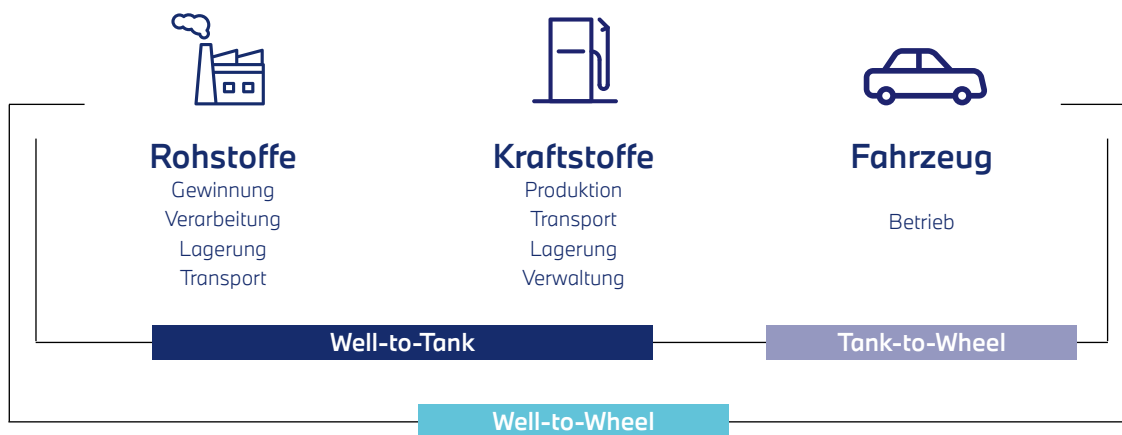 Rohstoffe
Gewinnung
Verarbeitung
Lagerung
Transport
Kraftstoffe
Produktion
Transport
Lagerung
Verwaltung
Fahrzeug
Betrieb
Well-to-Tank
Tank-to-Wheel
Well-to-Wheel